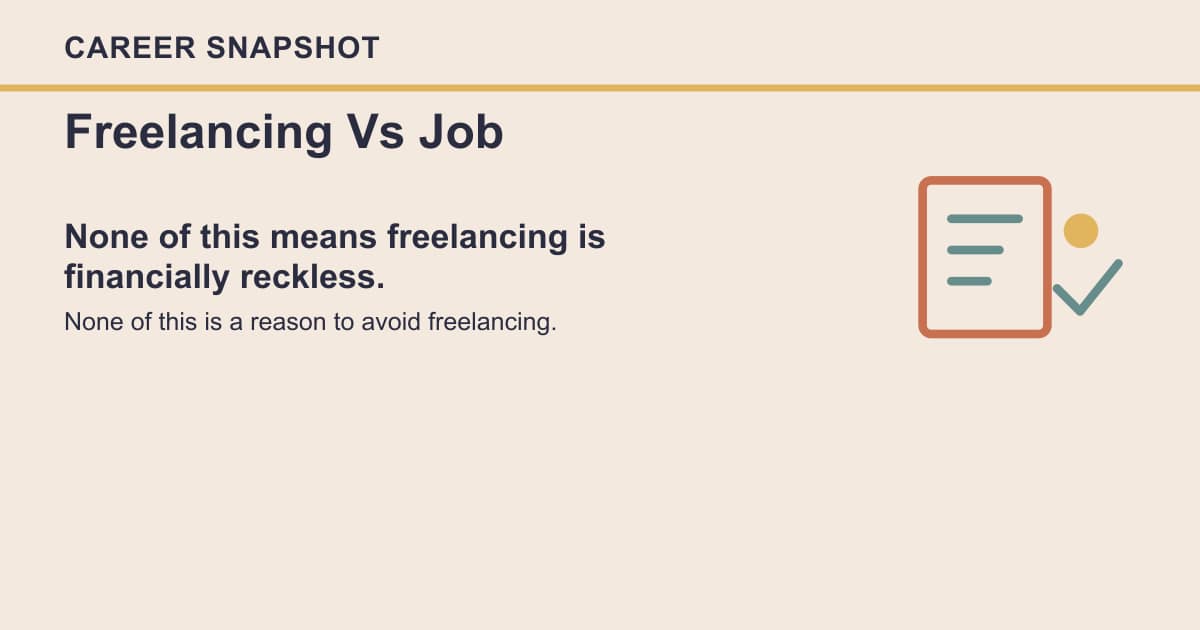 CAREER SNAPSHOT
Freelancing Vs Job
None of this means freelancing is
financially reckless.
None of this is a reason to avoid freelancing.